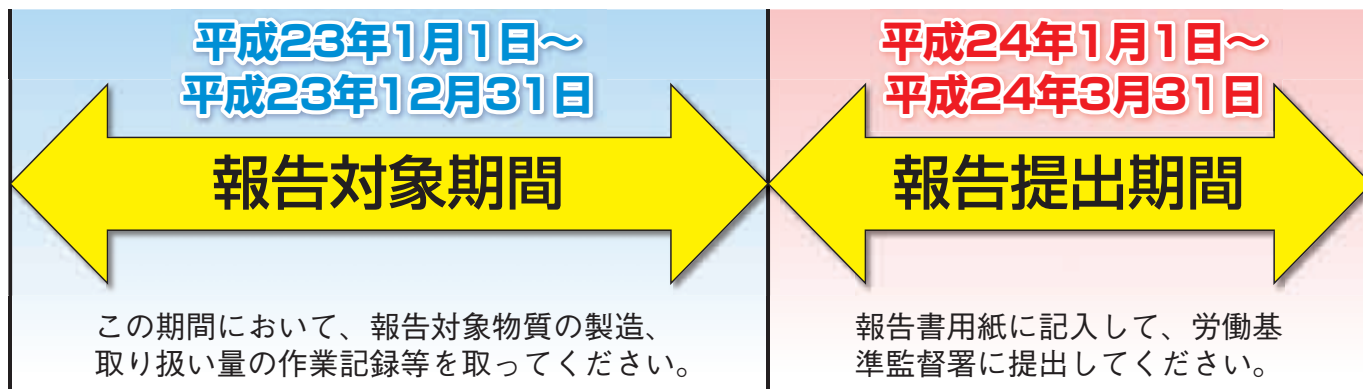 平成23年1月1日～
平成23年12月31日
報告対象期間
この期間において、報告対象物質の製造、
取り扱い量の作業記録等を取ってください。
平成24年1月1日～
平成24年3月31日
報告提出期間
報告書用紙に記入して、労働基
準監督署に提出してください。